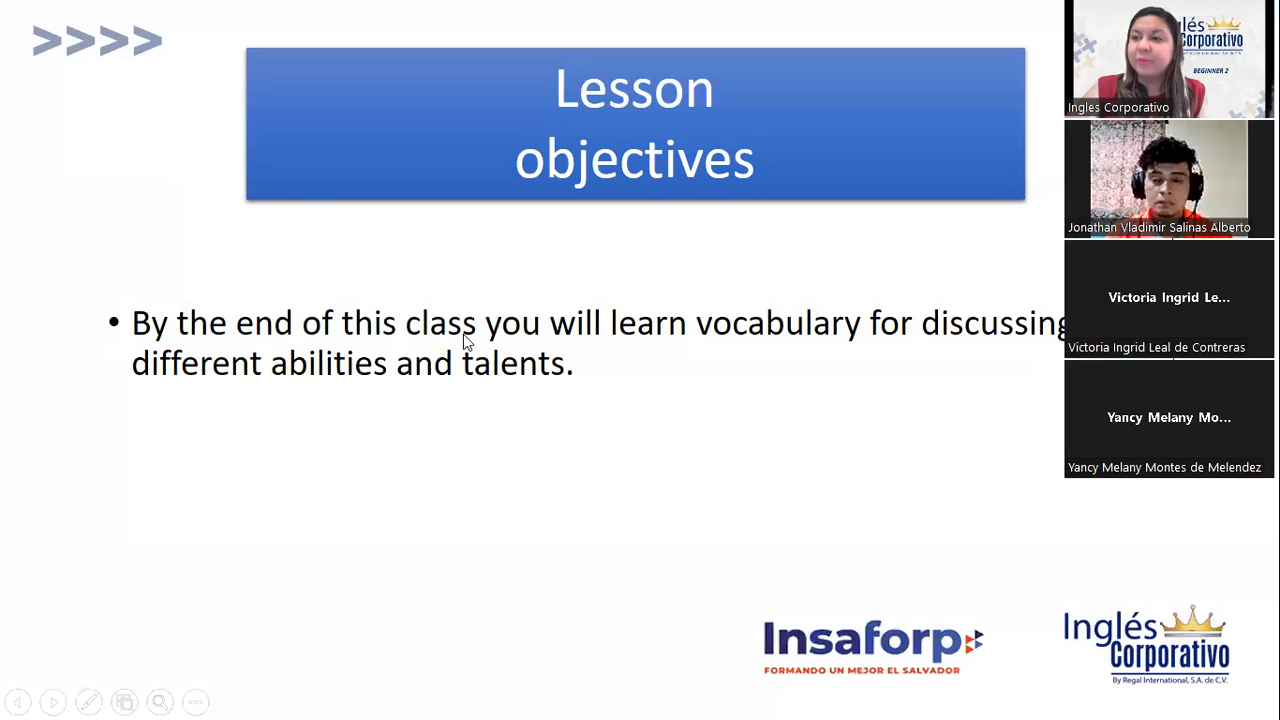 >>>>
Lesson
objectives
• By the end of this class you will learn vocabulary for discussing
different abilities and talents.
Insaforp
FORMANDO UN MEJOR EL SALVADOR
Inglés
Corporativo
By Regal International, S.A. de C.V.
glés
Corporativo
BEGINNER 2
Ingles Corporativo
Jonathan Vladimir Salinas Alberto
Victoria Ingrid Le...
Victoria Ingrid Leal de Contreras
Yancy Melany Mo...
Yancy Melany Montes de Melendez